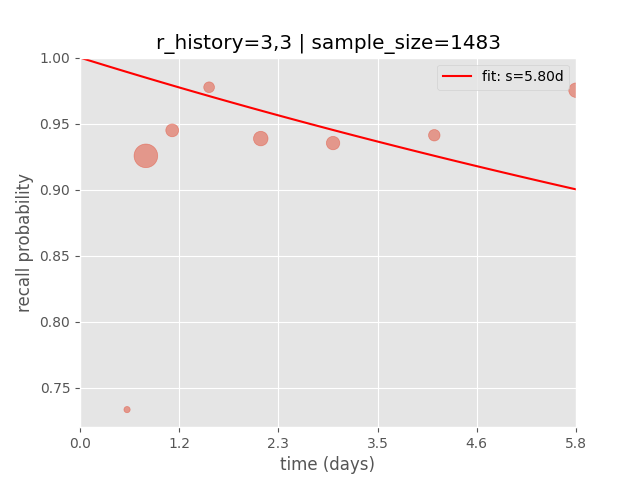 r_history=3,3 | sample_size=1483
fit: s=5.80d
recall probability
1.00
0.95
0.90
0.85
0.80
0.75
0.0 1.2 2.3 3.5 4.6 5.8
time (days)